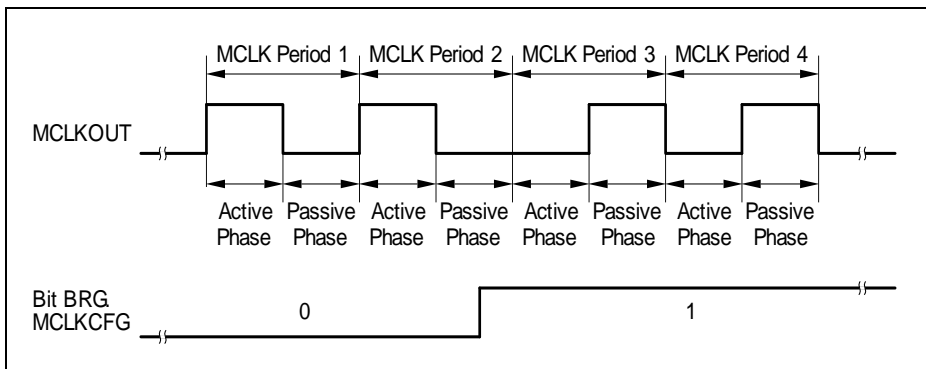 MCLK Period 1 MCLK Period 2 MCLK Period 3 MCLK Period 4
MCLKOUT
Active Passive Active Passive Active Passive Active Passive
Phase Phase Phase Phase Phase Phase Phase Phase
Bit BRG.
MCLKCFG
0 1